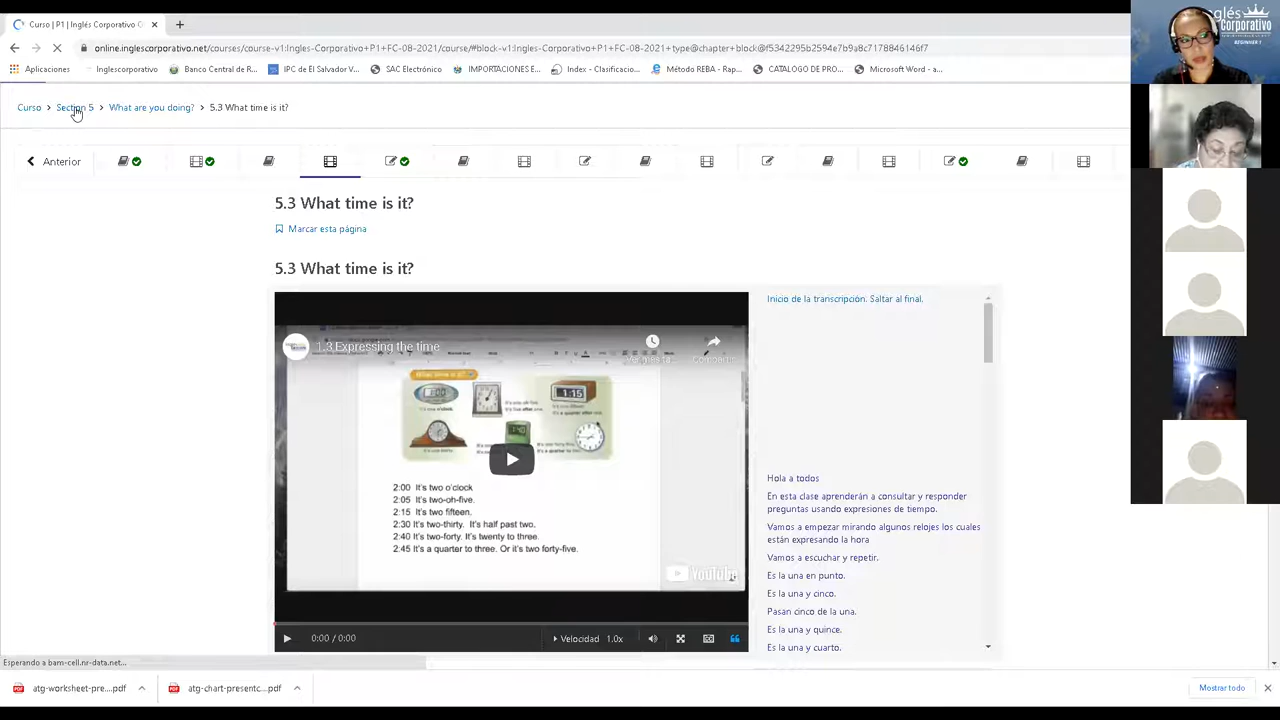 Curso | P1 | Inglés Corporativo C
online.inglescorporativo.net/courses/course-v1:Ingles-Corporativo+P1+FC-08-2021/course/#block-v1:Ingles-Corporativo+P1+FC-08-2021+type@chapter+block@f5342295b2594e7b9a8c7178846146f7
Aplicaciones
Inglescorporativo
Banco Central de R...
IPC de El Salvador V...
SAC Electrónico
IMPORTACIONES E...
Index - Clasificacio...
Método REBA - Rap...
CATALOGO DE PRO...
Microsoft Word - a...
Inglés
Corporativo
BEGINNER 1
Curso > Section 5 > What are you doing? > 5.3 What time is it?
Anterior
5.3 What time is it?
Marcar esta página
5.3 What time is it?
1.3 Expressing the time
What time is it?
1:15
2:00 It's two o'clock
2:05 It's two-oh-five.
2:15 It's two fifteen.
2:30 It's two-thirty. It's half past two.
2:40 It's two-forty. It's twenty to three.
2:45 It's a quarter to three. Or it's two forty-five.
YouTube
0:00 / 0:00
Velocidad 1.0x
Inicio de la transcripción. Saltar al final.
Hola a todos
En esta clase aprenderán a consultar y responder
preguntas usando expresiones de tiempo.
Vamos a empezar mirando algunos relojes los cuales
están expresando la hora
Vamos a escuchar y repetir.
Es la una en punto.
Es la una y cinco.
Pasan cinco de la una.
Es la una y quince.
Es la una y cuarto.
Esperando a bam-cell.nr-data.net...
atg-worksheet-pre....pdf
atg-chart-presentc....pdf
Mostrar todo